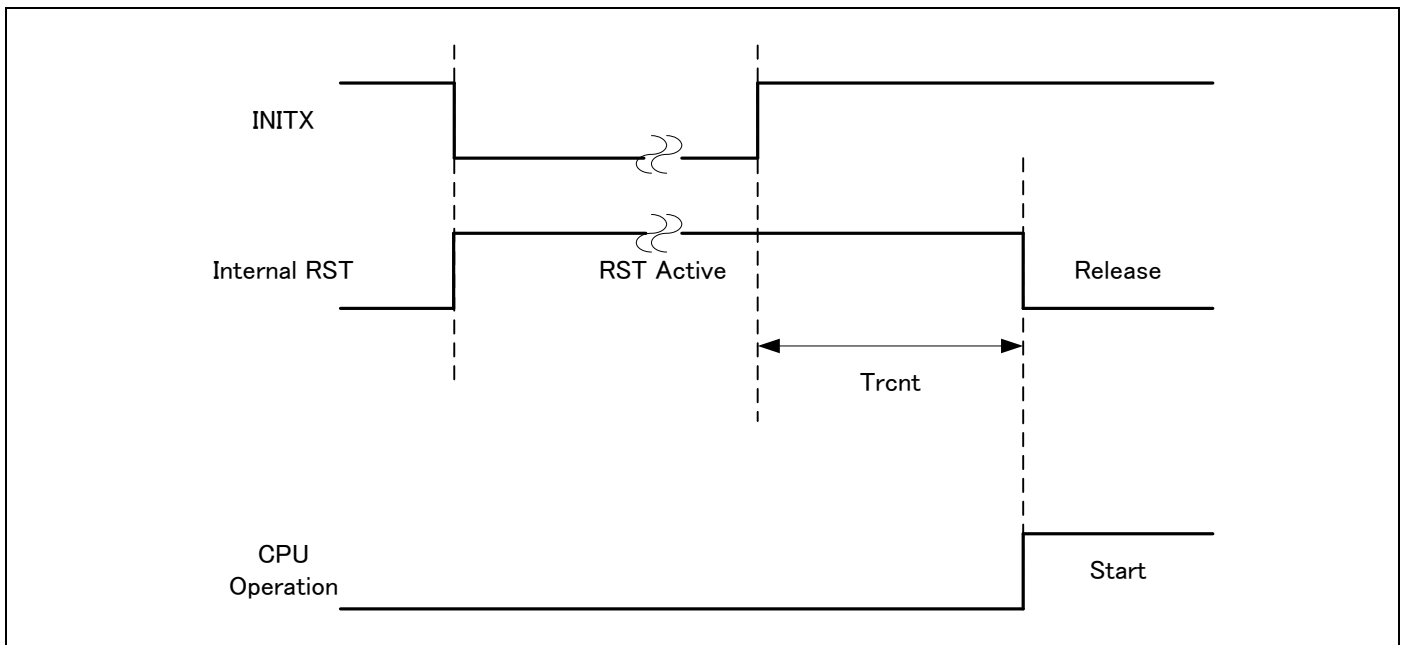 INITX
Internal RST
RST Active
Release
Trcnt
CPU
Operation
Start